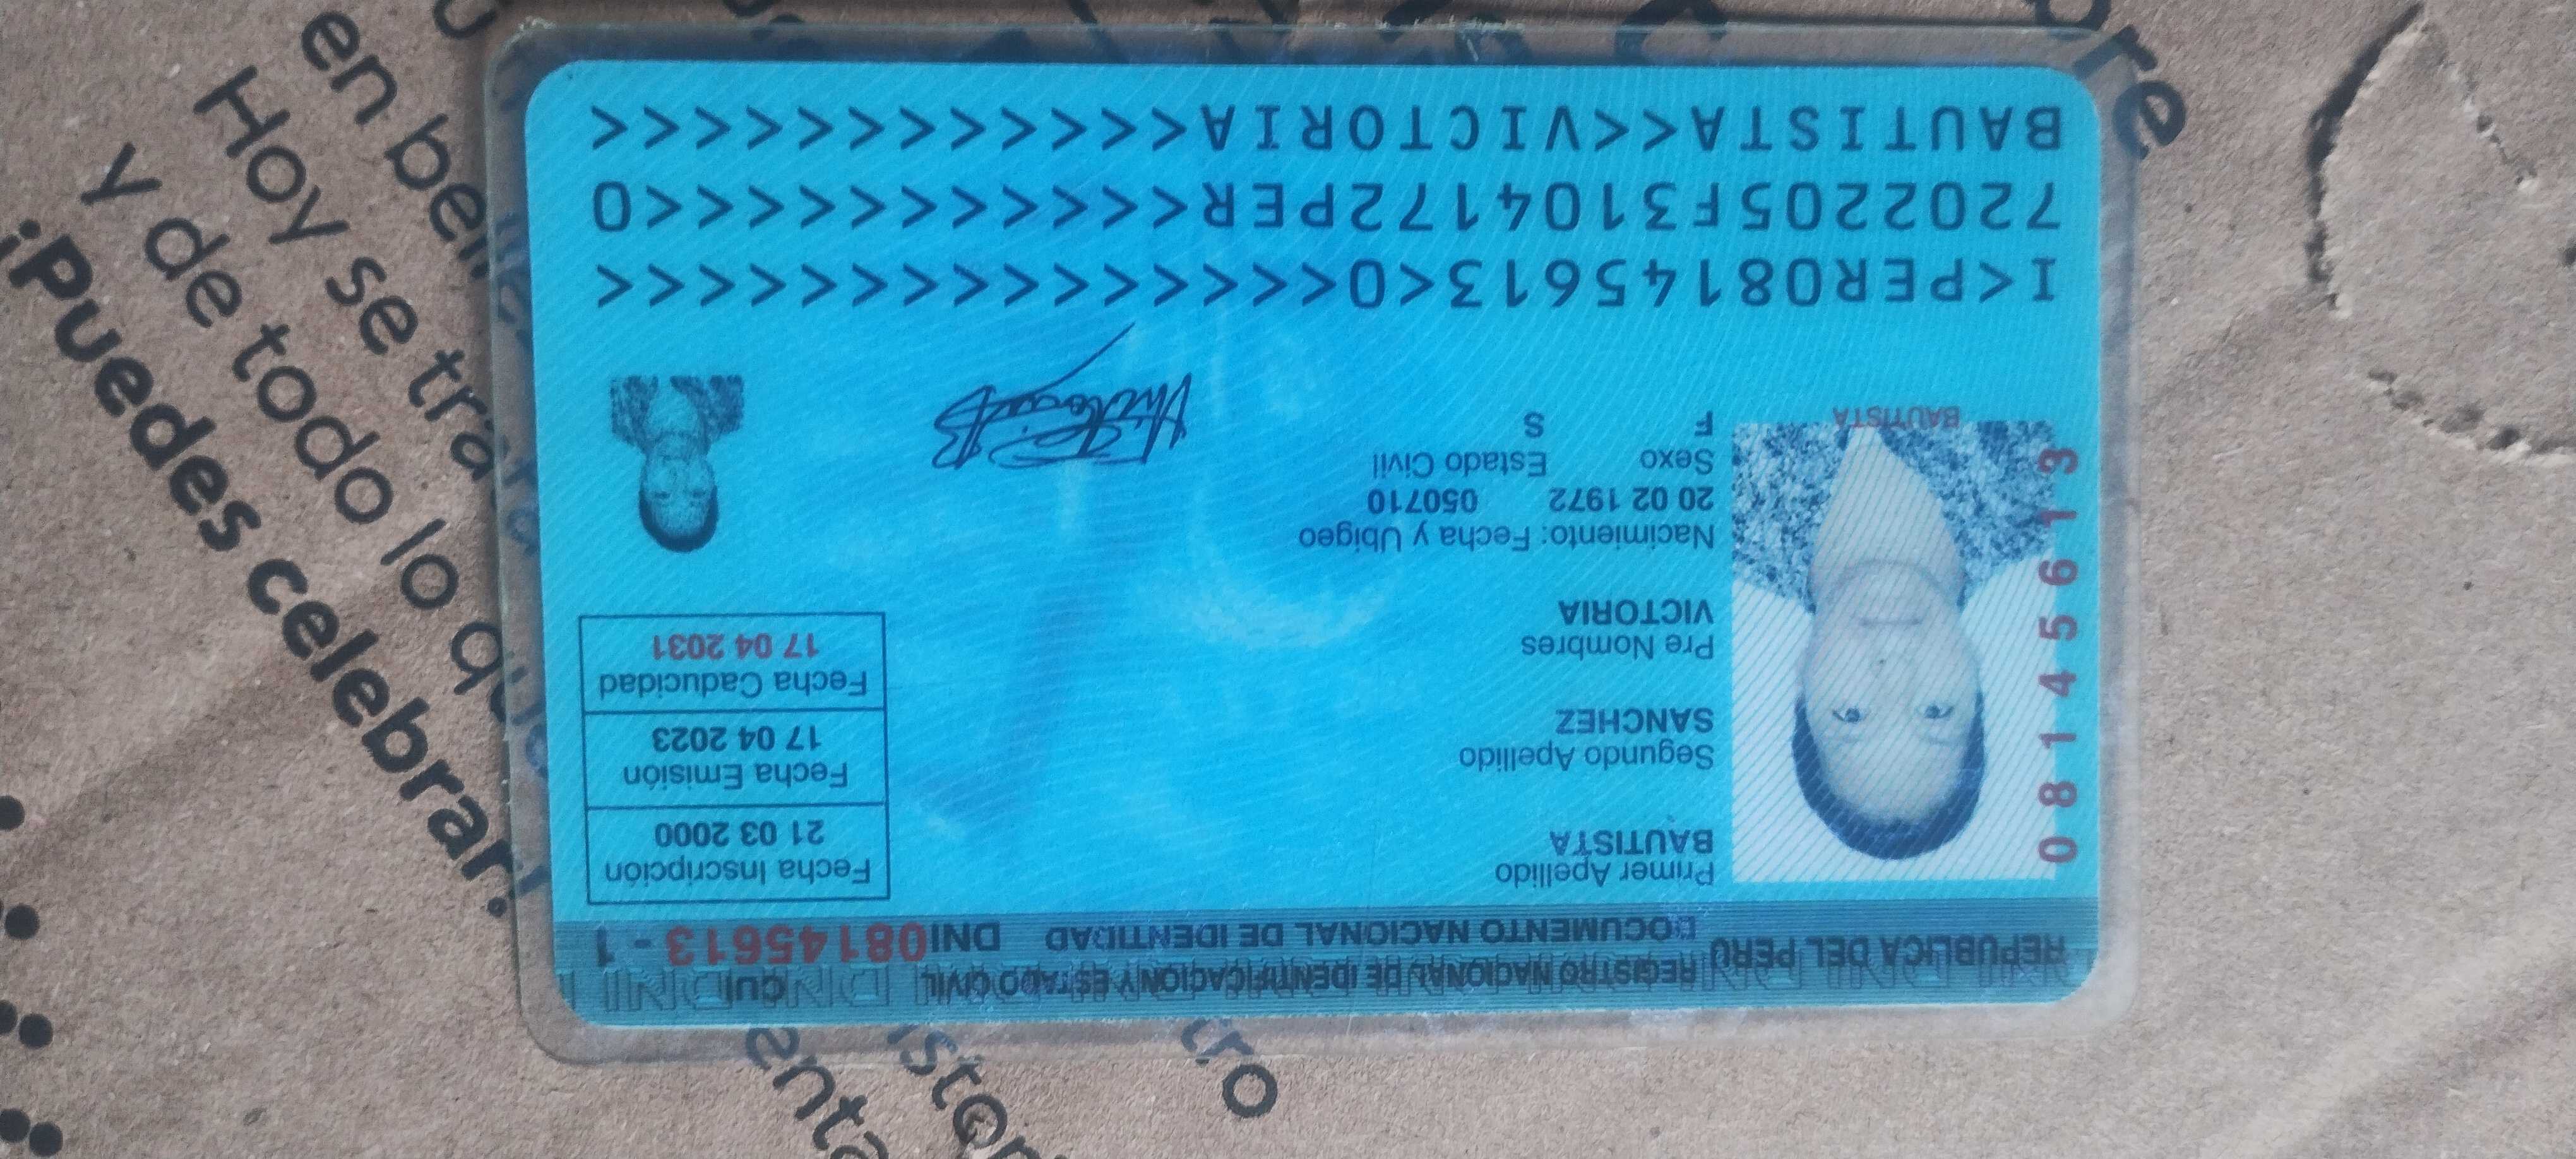 REPUBLICA DEL PERÚ
REGISTRO NACIONAL DE IDENTIFICACION Y ESTADO CIVIL
CUI
DOCUMENTO NACIONAL DE IDENTIDAD
DNI 08145613 - 1
08145613
BAUTISTA
Primer Apellido
BAUTISTA
Segundo Apellido
SANCHEZ
Pre Nombres
VICTORIA
Nacimiento: Fecha y Ubigeo
20 02 1972 050710
Sexo Estado Civil
F S
Fecha Inscripción
21 03 2000
Fecha Emisión
17 04 2023
Fecha Caducidad
17 04 2031
I<PER08145613<0<<<<<<<<<<<<<<<
7202205F3104172PER<<<<<<<<<<<0
BAUTISTA<<VICTORIA<<<<<<<<<<<<
en
Hoy se
y de todo lo
¡Puedes celebrar!